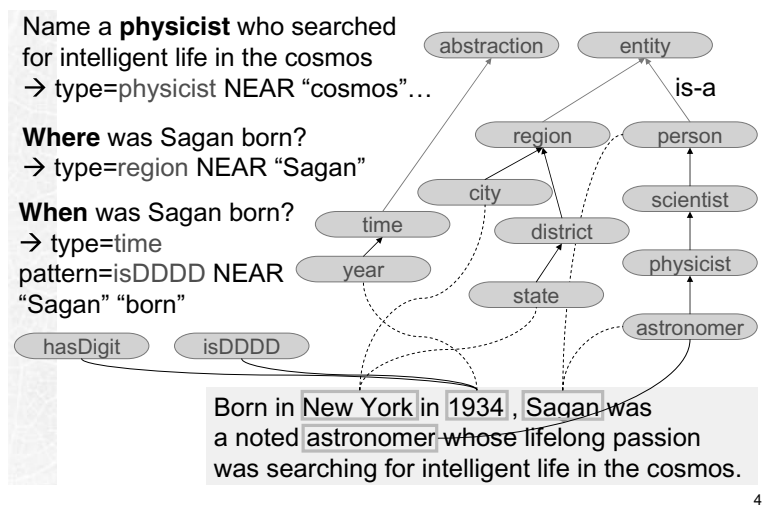 Name a physicist who searched
for intelligent life in the cosmos
→ type=physicist NEAR “cosmos”…
Where was Sagan born?
→ type=region NEAR “Sagan”
When was Sagan born?
→ type=time
pattern=isDDDD NEAR
“Sagan” “born”
abstraction
entity
is-a
region
person
city
scientist
time
district
year
physicist
state
astronomer
hasDigit
isDDDD
Born in New York in 1934 , Sagan was
a noted astronomer whose lifelong passion
was searching for intelligent life in the cosmos.
4